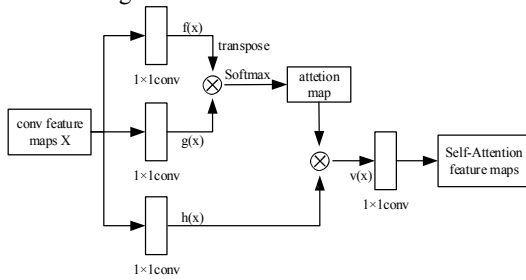 f(x)
transpose
1×1conv
Softmax
attetion
map
conv feature
maps X
g(x)
1×1conv
v(x)
Self-Attention
feature maps
1×1conv
h(x)
1×1conv